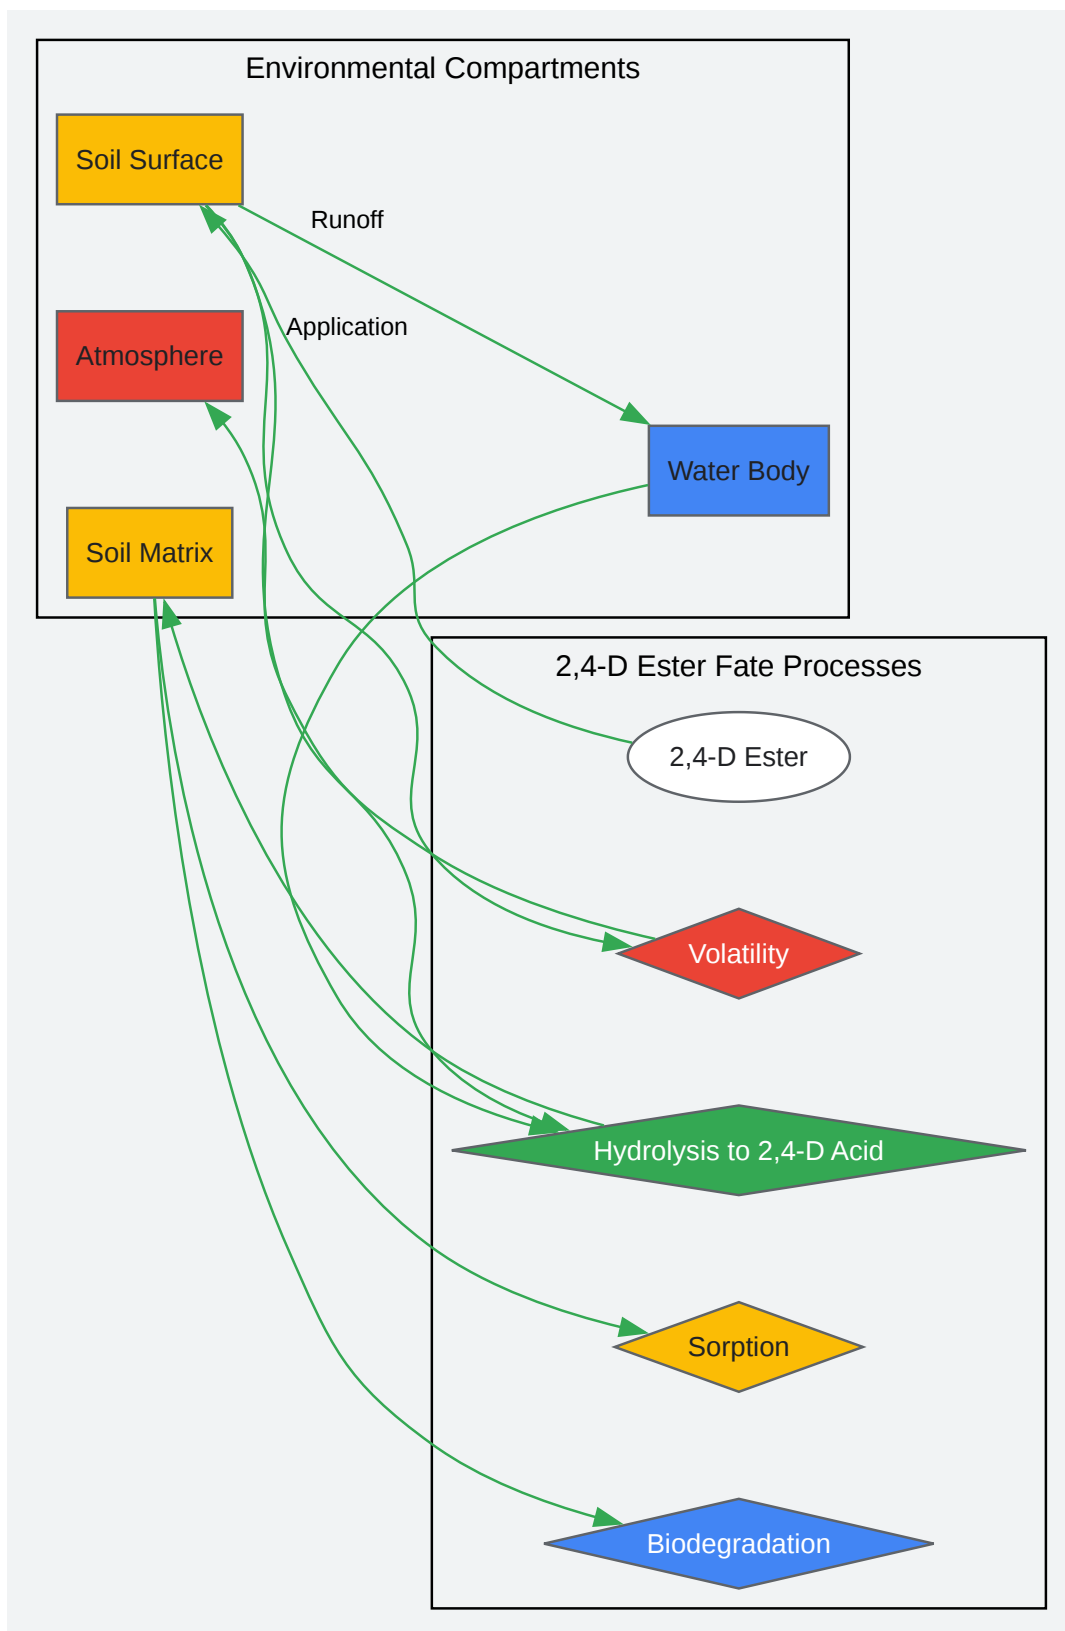 Environmental Compartments
Soil Surface
Runoff
Application
Atmosphere
Water Body
Soil Matrix
2,4-D Ester Fate Processes
2,4-D Ester
Volatility
Hydrolysis to 2,4-D Acid
Sorption
Biodegradation